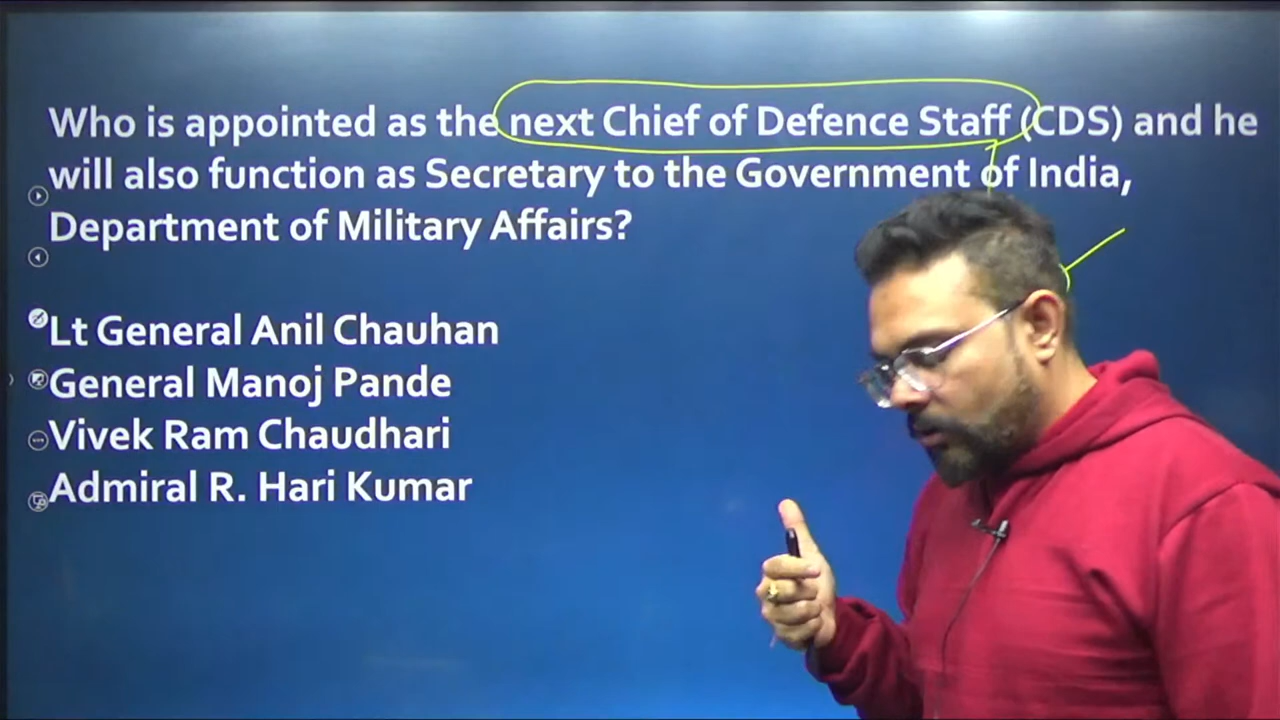 Who is appointed as the next Chief of Defence Staff (CDS) and he
will also function as Secretary to the Government of India,
Department of Military Affairs?
Lt General Anil Chauhan
General Manoj Pande
Vivek Ram Chaudhari
Admiral R. Hari Kumar